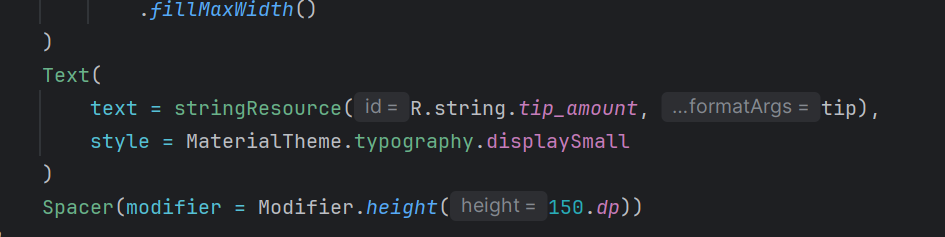 .fillMaxWidth()
)
Text(
text = stringResource( id = R.string.tip_amount, ...formatArgs = tip),
style = MaterialTheme.typography.displaySmall
)
Spacer(modifier = Modifier.height( height = 150.dp))